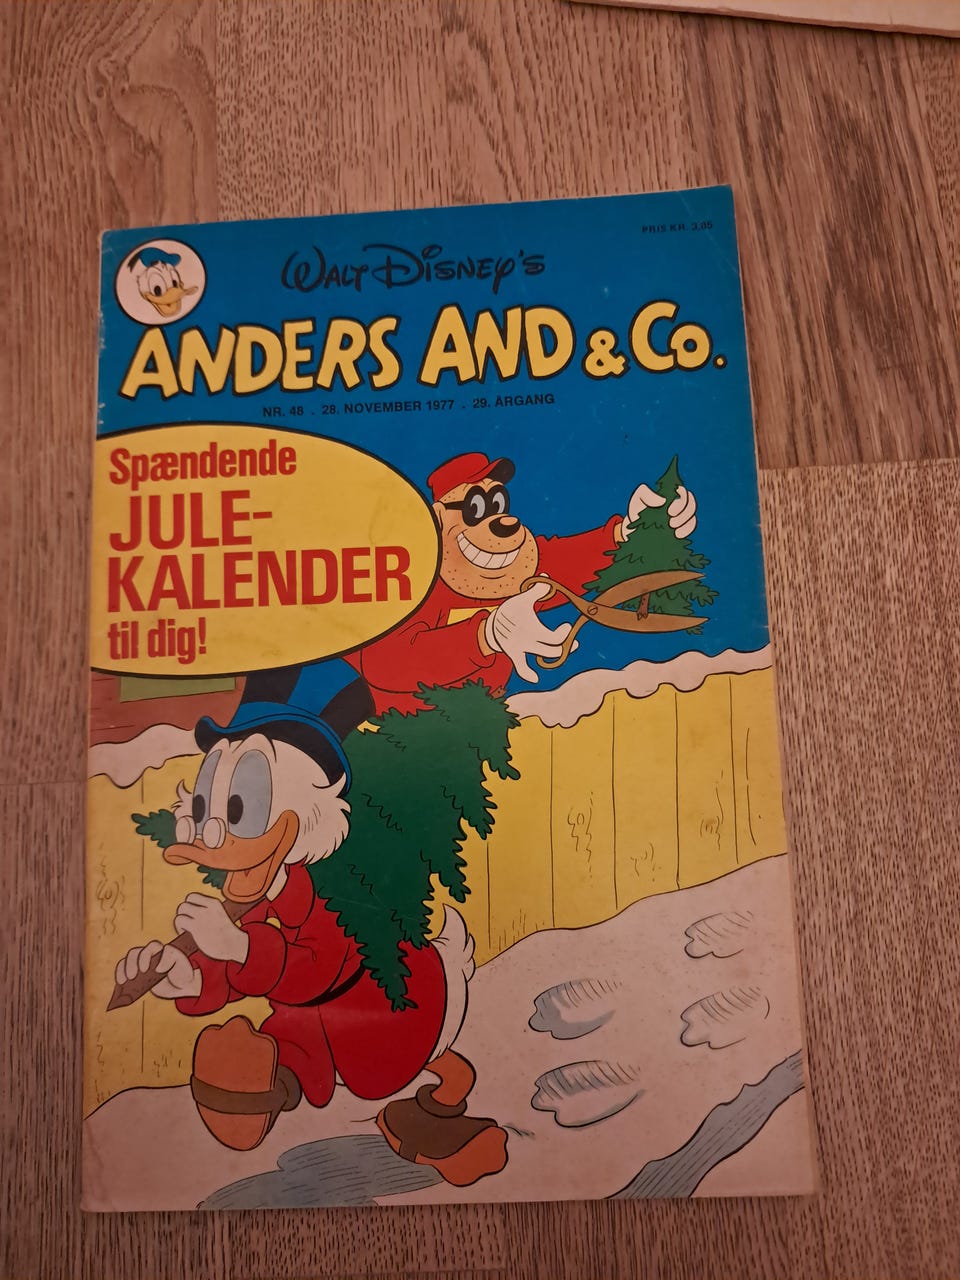 PRIS KR. 3,85
WALT DISNEY'S
ANDERS AND & Co.
NR. 48 . 28. NOVEMBER 1977 . 29. ÅRGANG
Spændende
JULE-
KALENDER
til dig!